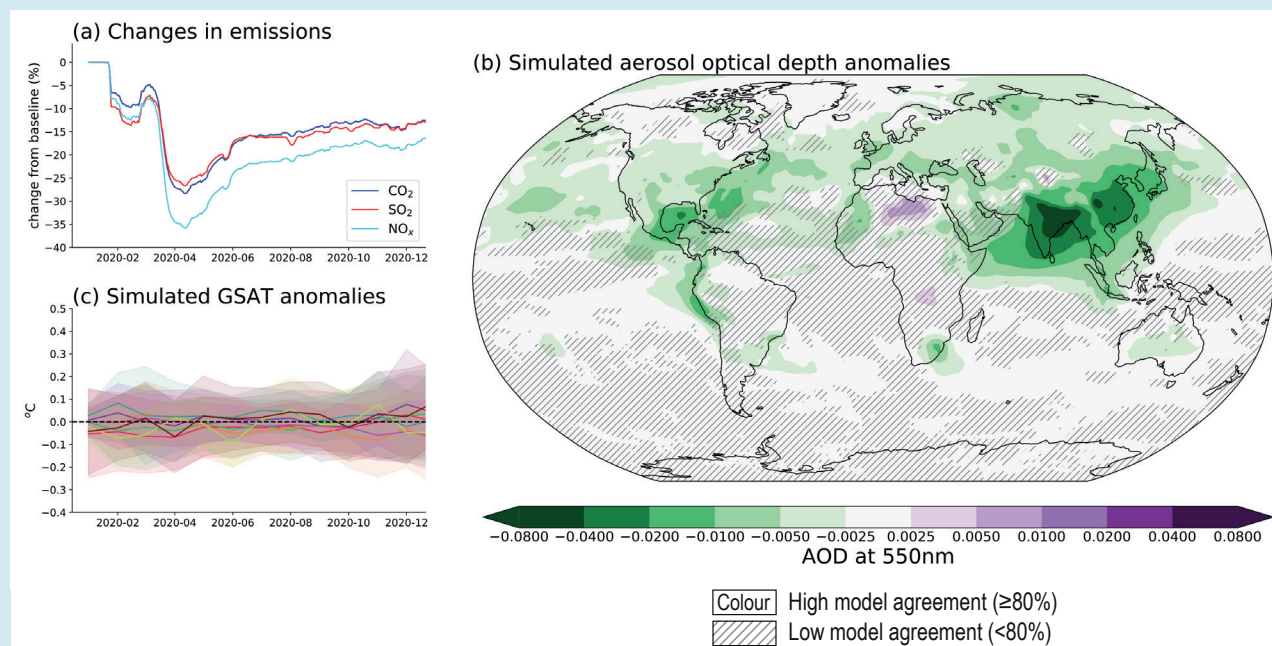 (a) Changes in emissions
0
−5
−10
−15
−20
−25
−30
−35
−40
change from baseline (%)
CO₂
SO₂
NOₓ
2020-02 2020-04 2020-06 2020-08 2020-10 2020-12
(b) Simulated aerosol optical depth anomalies
(c) Simulated GSAT anomalies
0.5
0.4
0.3
0.2
0.1
0.0
−0.1
−0.2
−0.3
−0.4
°C
2020-02 2020-04 2020-06 2020-08 2020-10 2020-12
−0.0800 −0.0400 −0.0200 −0.0100 −0.0050 −0.0025 0.0025 0.0050 0.0100 0.0200 0.0400 0.0800
AOD at 550nm
Colour High model agreement (≥80%)
Low model agreement (<80%)